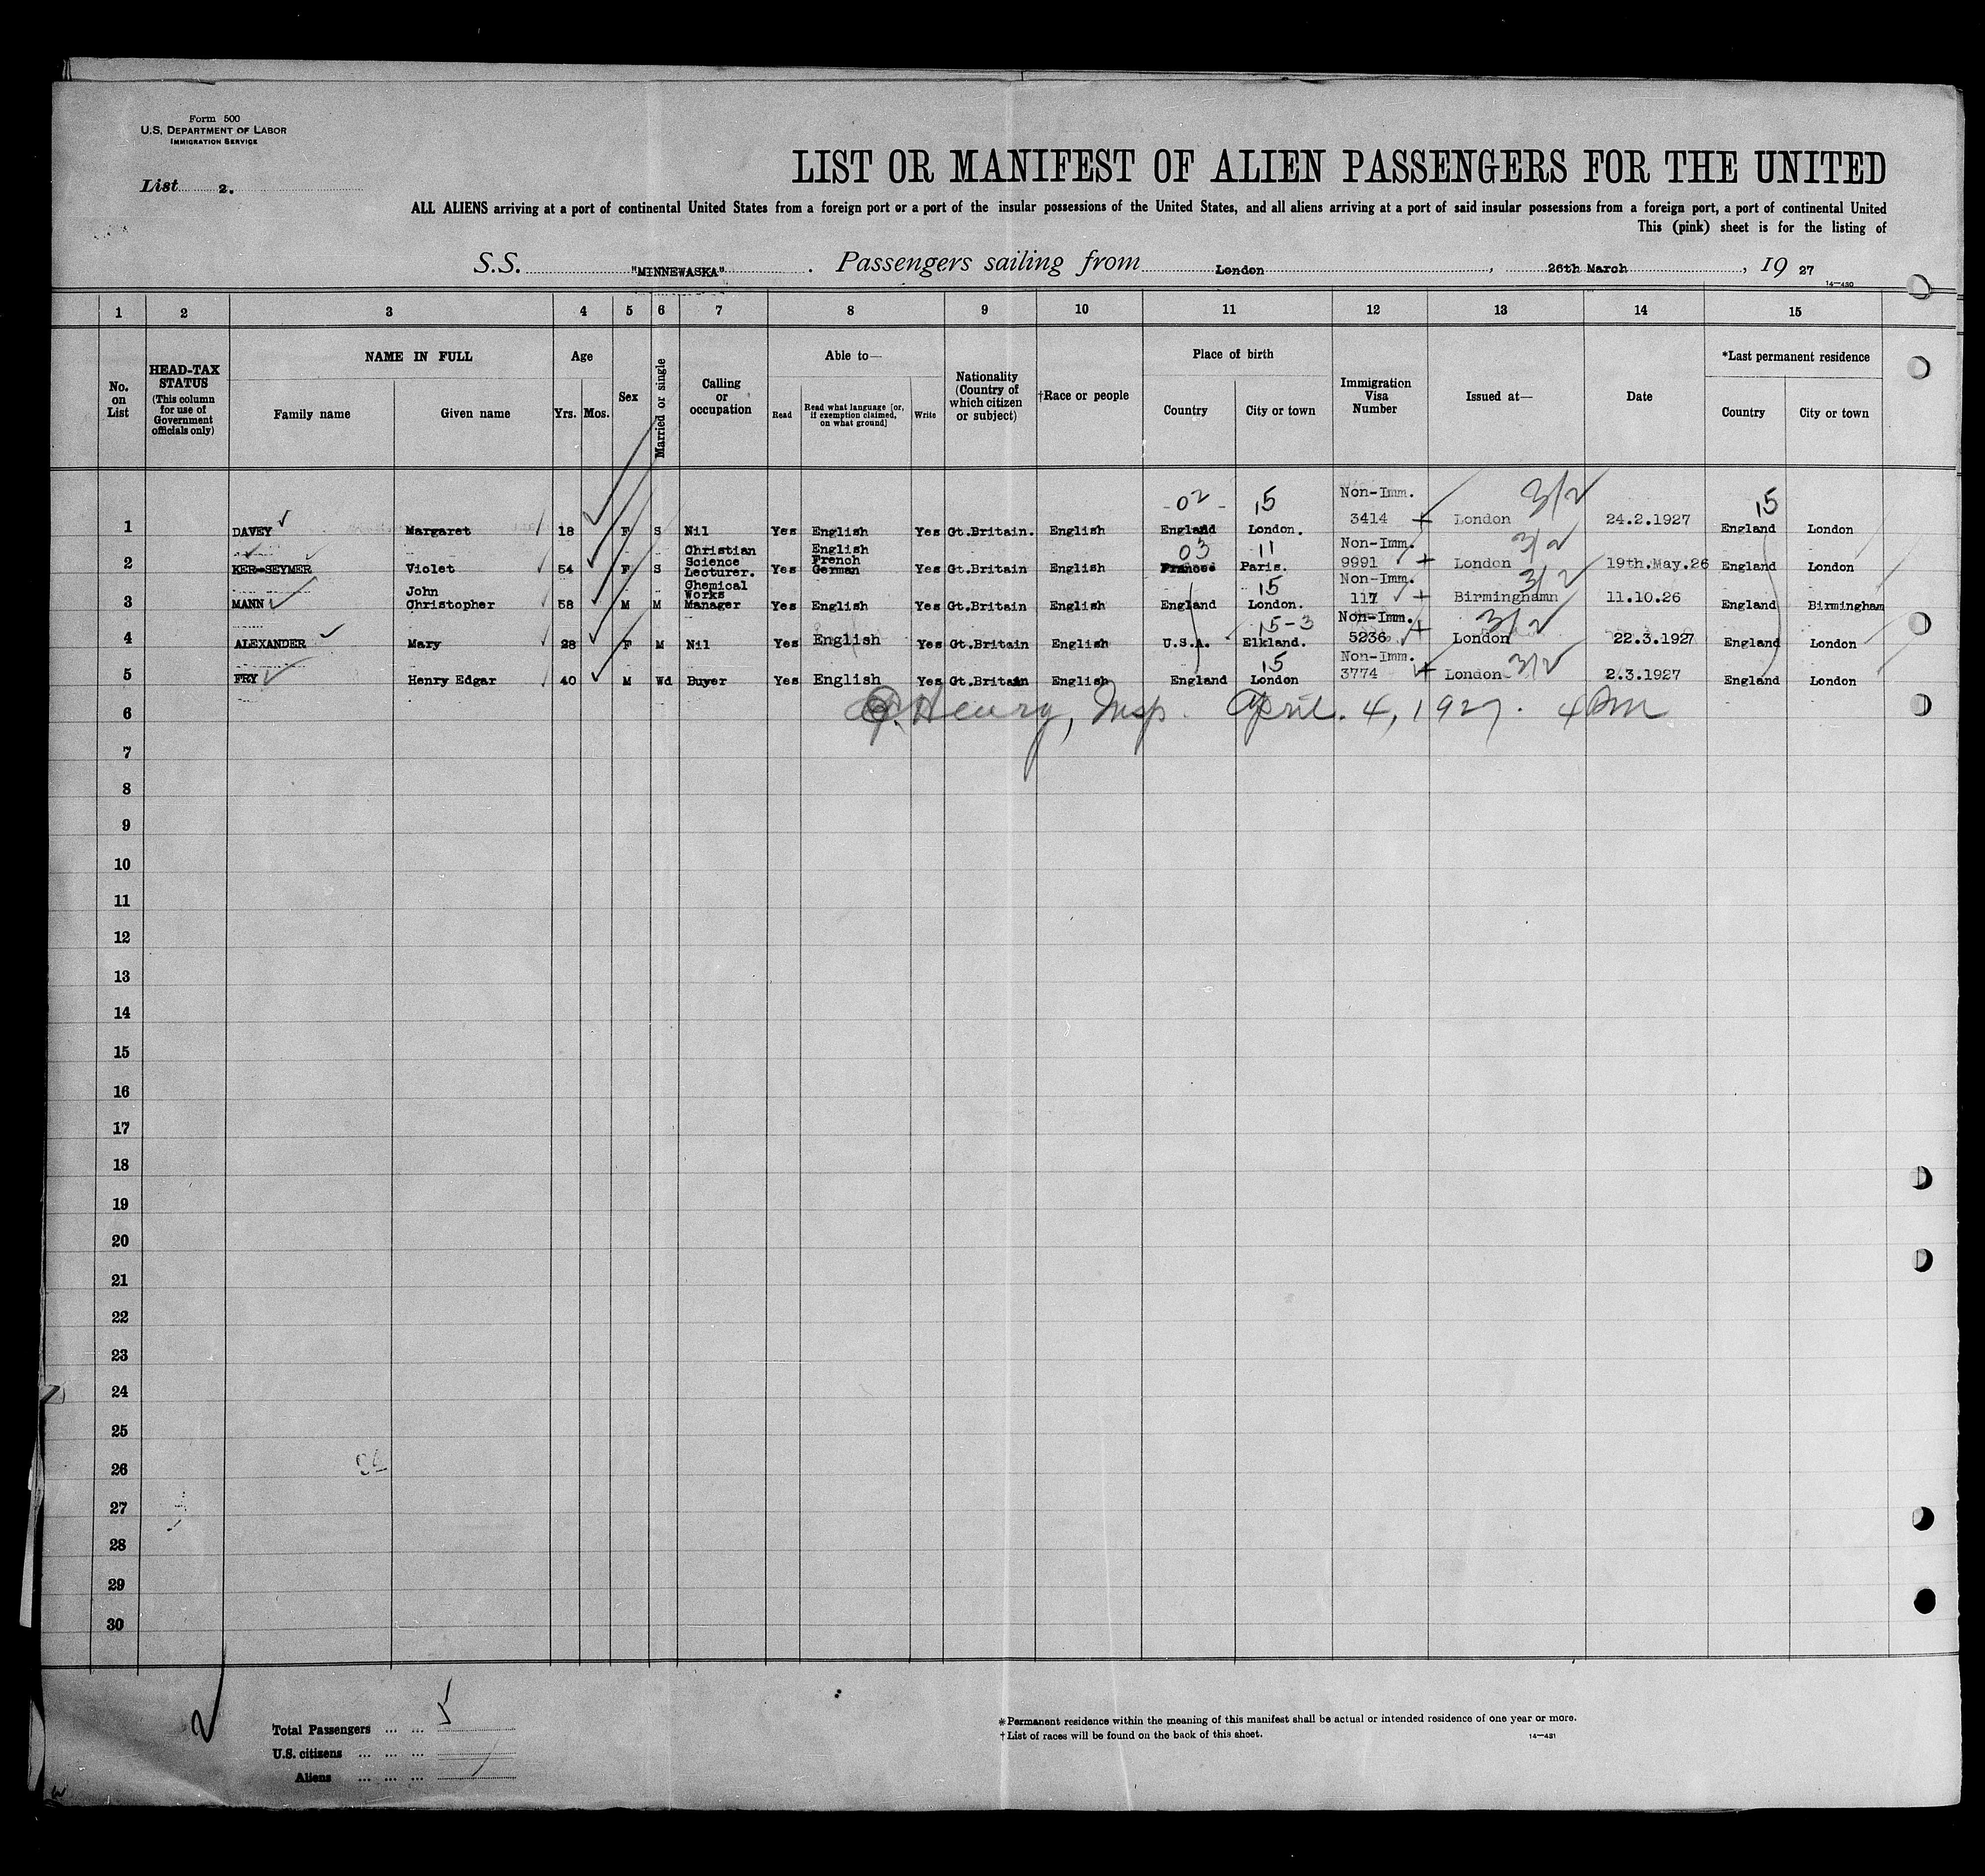 Form 500
U.S. DEPARTMENT OF LABOR
IMMIGRATION SERVICE
List 2.
LIST OR MANIFEST OF ALIEN PASSENGERS FOR THE UNITED
ALL ALIENS arriving at a port of continental United States from a foreign port or a port of the insular possessions of the United States, and all aliens arriving at a port of said insular possessions from a foreign port, a port of continental United
This (pink) sheet is for the listing of
S.S. "MINNEWASKA". Passengers sailing from London, 26th March, 19 27
14—430
1 2 3 4 5 6 7 8 9 10 11 12 13 14 15
No. on List
HEAD-TAX STATUS (This column for use of Government officials only)
NAME IN FULL
Family name
Given name
Age
Yrs. Mos.
Sex
Married or single
Calling or occupation
Able to—
Read
Read what language [or, if exemption claimed, on what ground]
Write
Nationality (Country of which citizen or subject)
†Race or people
Place of birth
Country
City or town
Immigration Visa Number
Issued at—
Date
*Last permanent residence
Country
City or town
-02- 15 Non-Imm. 3/2 15
1 DAVEY Margaret 18 F S Nil Yes English Yes Gt.Britain. English England London. 3414 London 24.2.1927 England London
Christian English 03 11 Non-Imm. 3/2
Science French
2 KER-SEYMER Violet 54 F S Lecturer. Yes German Yes Gt.Britain English France Paris. 9991 London 19th.May.26 England London
John Chemical Works 15 Non-Imm. 3/2
3 MANN Christopher 58 M M Manager Yes English Yes Gt.Britain English England London. 117 Birminghamn 11.10.26 England Birmingham
15-3 Non-Imm. 3/2
4 ALEXANDER Mary 28 F M Nil Yes English Yes Gt.Britain English U.S.A. Elkland. 5236 London 22.3.1927 England London
15 Non-Imm. 3/2
5 FRY Henry Edgar 40 M Wd Buyer Yes English Yes Gt.Britain English England London 3774 London 2.3.1927 England London
6 Henry, Insp. April. 4, 1927. 4 Pm
7
8
9
10
11
12
13
14
15
16
17
18
19
20
21
22
23
24
25
26
27
28
29
30
2
Total Passengers ... ... 5
U.S. citizens ... ... ...
Aliens ... ... ...
*Permanent residence within the meaning of this manifest shall be actual or intended residence of one year or more.
†List of races will be found on the back of this sheet.
14—431